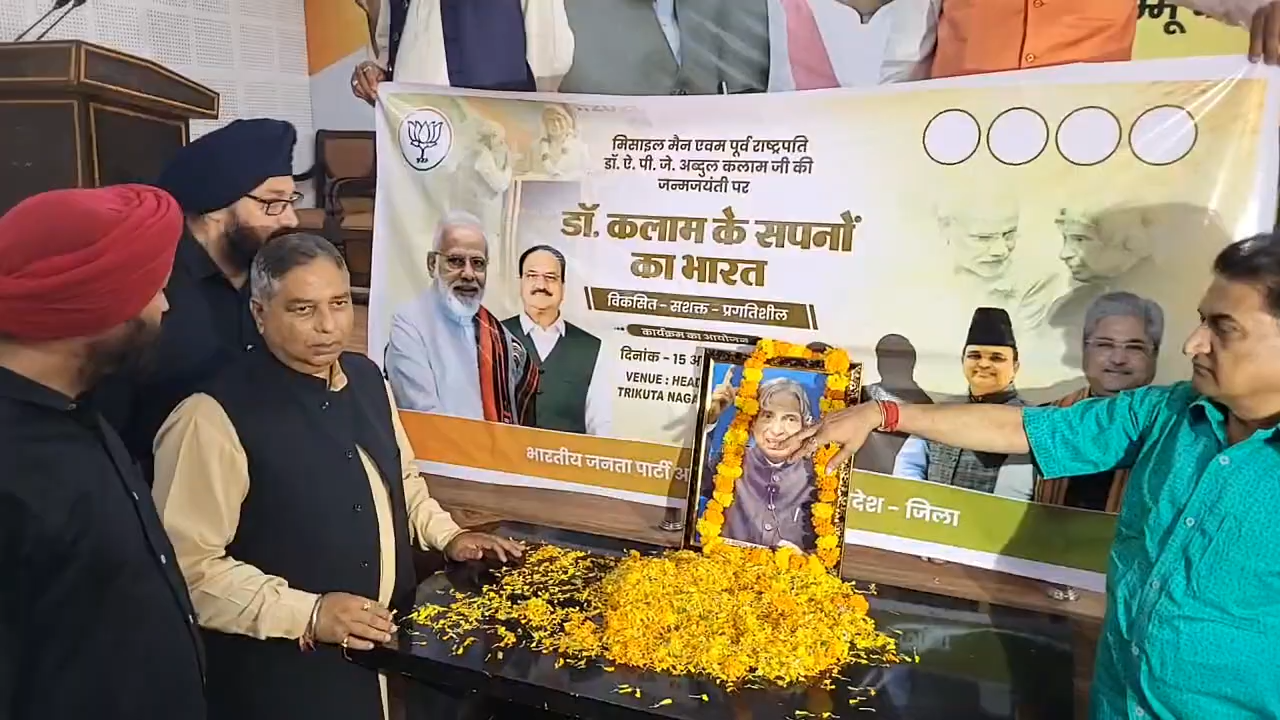 मिसाइल मैन एवम पूर्व राष्ट्रपति
डॉ. ऐ. पी. जे. अब्दुल कलाम जी की
जन्मजयंती पर
डॉ. कलाम के सपनों
का भारत
विकसित - सशक्त - प्रगतिशील
कार्यक्रम का आयोजन
दिनांक - 15
VENUE : HEAD
TRIKUTA NAGA
भारतीय जनता पार्टी
देश - जिला